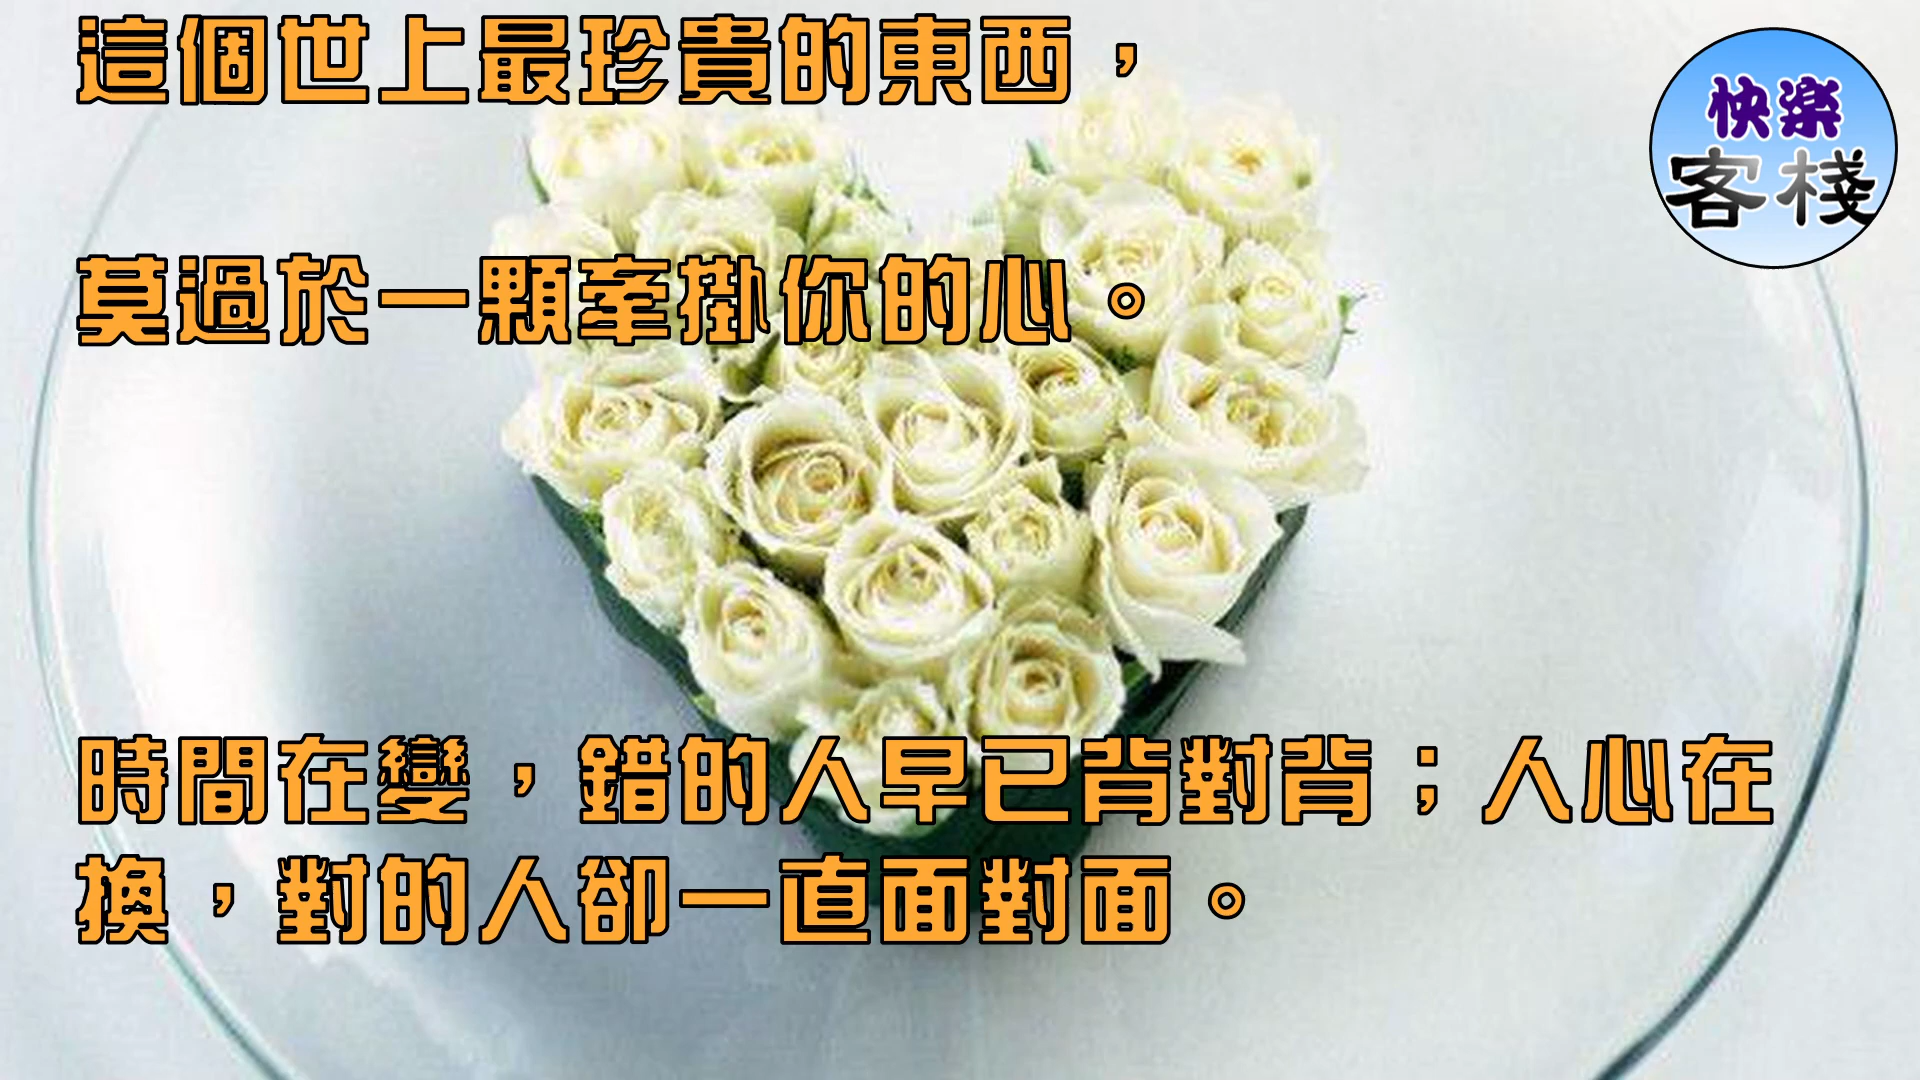 這個世上最珍貴的東西，
快楽
客棧
莫過於一顆牽掛你的心。
時間在變，錯的人早已背對背；人心在
換，對的人卻一直面對面。